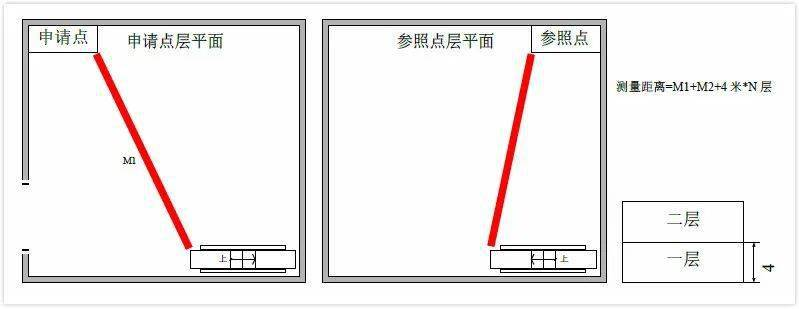 申请点
申请点层平面
参照点层平面
参照点
测量距离=M1+M2+4 米*N 层
M1
二层
一层
4
上
上